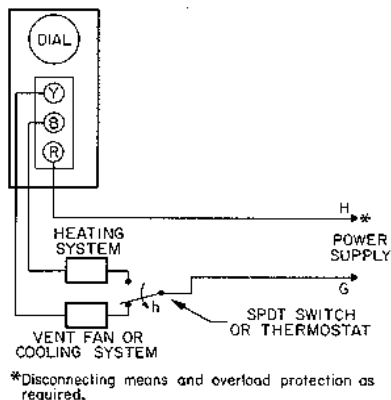 DIAL
Y
B
R
H
*
HEATING
SYSTEM
POWER
SUPPLY
G
h
SPDT SWITCH
OR THERMOSTAT
VENT FAN OR
COOLING SYSTEM
*Disconnecting means and overload protection as
required.